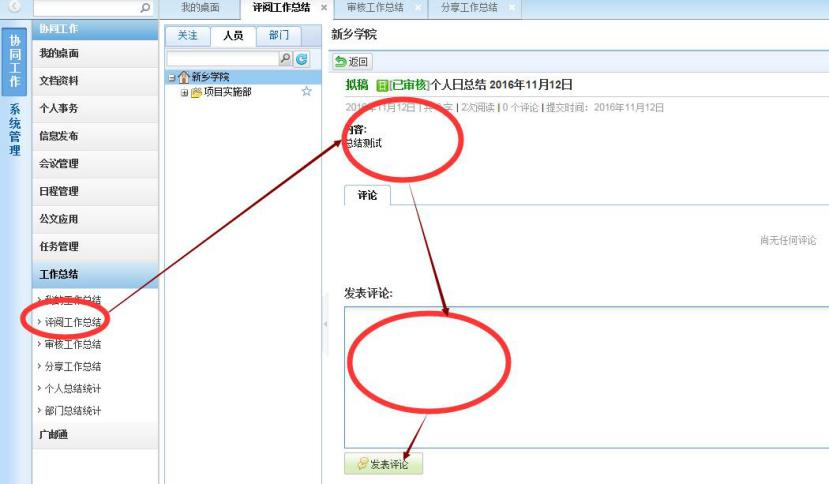 我的桌面 评阅工作总结 审核工作总结 分享工作总结
协同工作
系统管理
协同工作
我的桌面
文档资料
个人事务
信息发布
会议管理
日程管理
公文应用
任务管理
工作总结
我的工作总结
评阅工作总结
审核工作总结
分享工作总结
个人总结统计
部门总结统计
广邮通
关注 人员 部门
新乡学院
项目实施部
新乡学院
返回
拟稿 [已审核]个人日总结 2016年11月12日
2016年11月12日 | 共 字 | 2次阅读 | 0 个评论 | 提交时间：2016年11月12日
内容:
总结测试
评论
尚无任何评论
发表评论:
发表评论